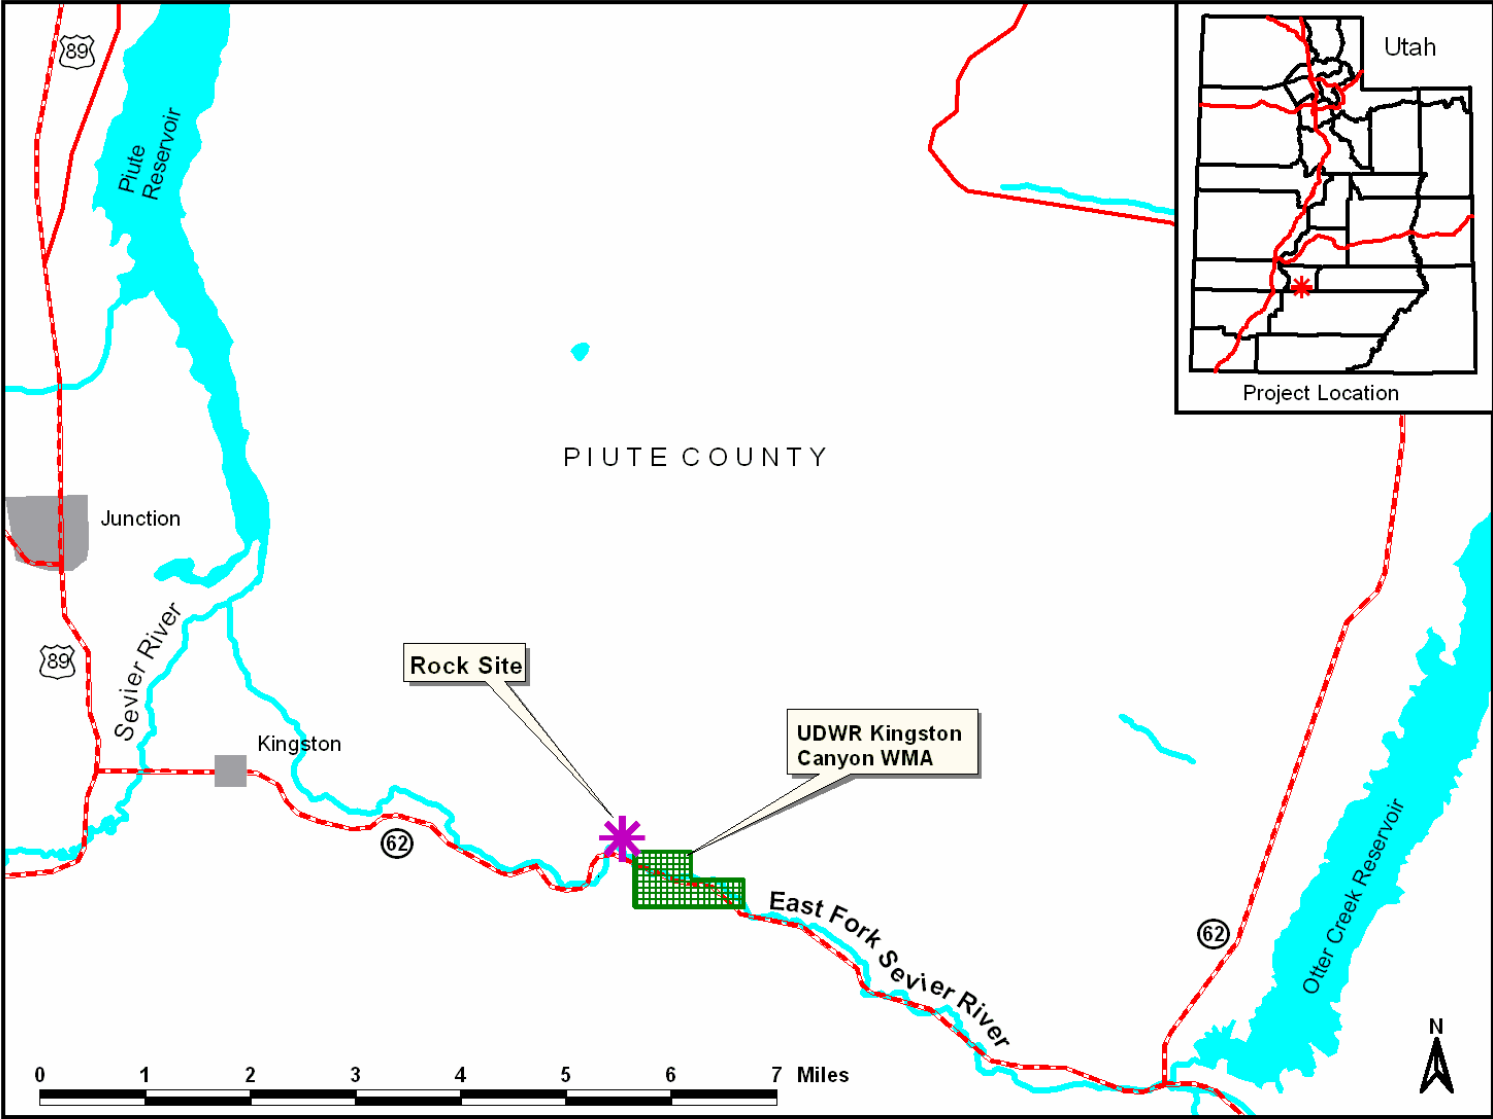 89
Utah
Piute
Reservoir
Project Location
PIUTE COUNTY
Junction
Sevier River
89
Rock Site
UDWR Kingston
Canyon WMA
Kingston
62
East Fork Sevier River
62
Otter Creek Reservoir
N
0 1 2 3 4 5 6 7 Miles